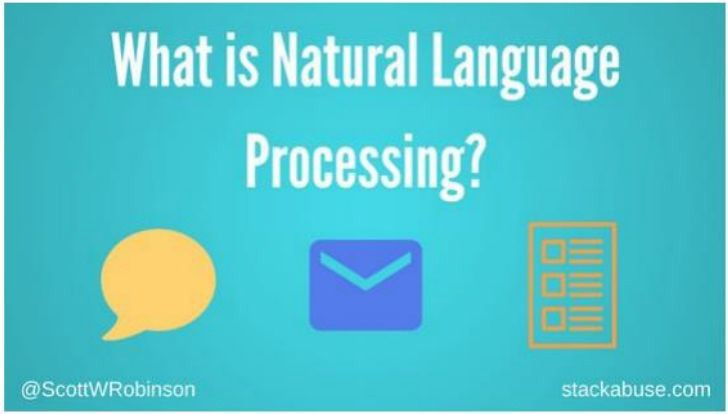 What is Natural Language
Processing?
@ScottWRobinson
stackabuse.com